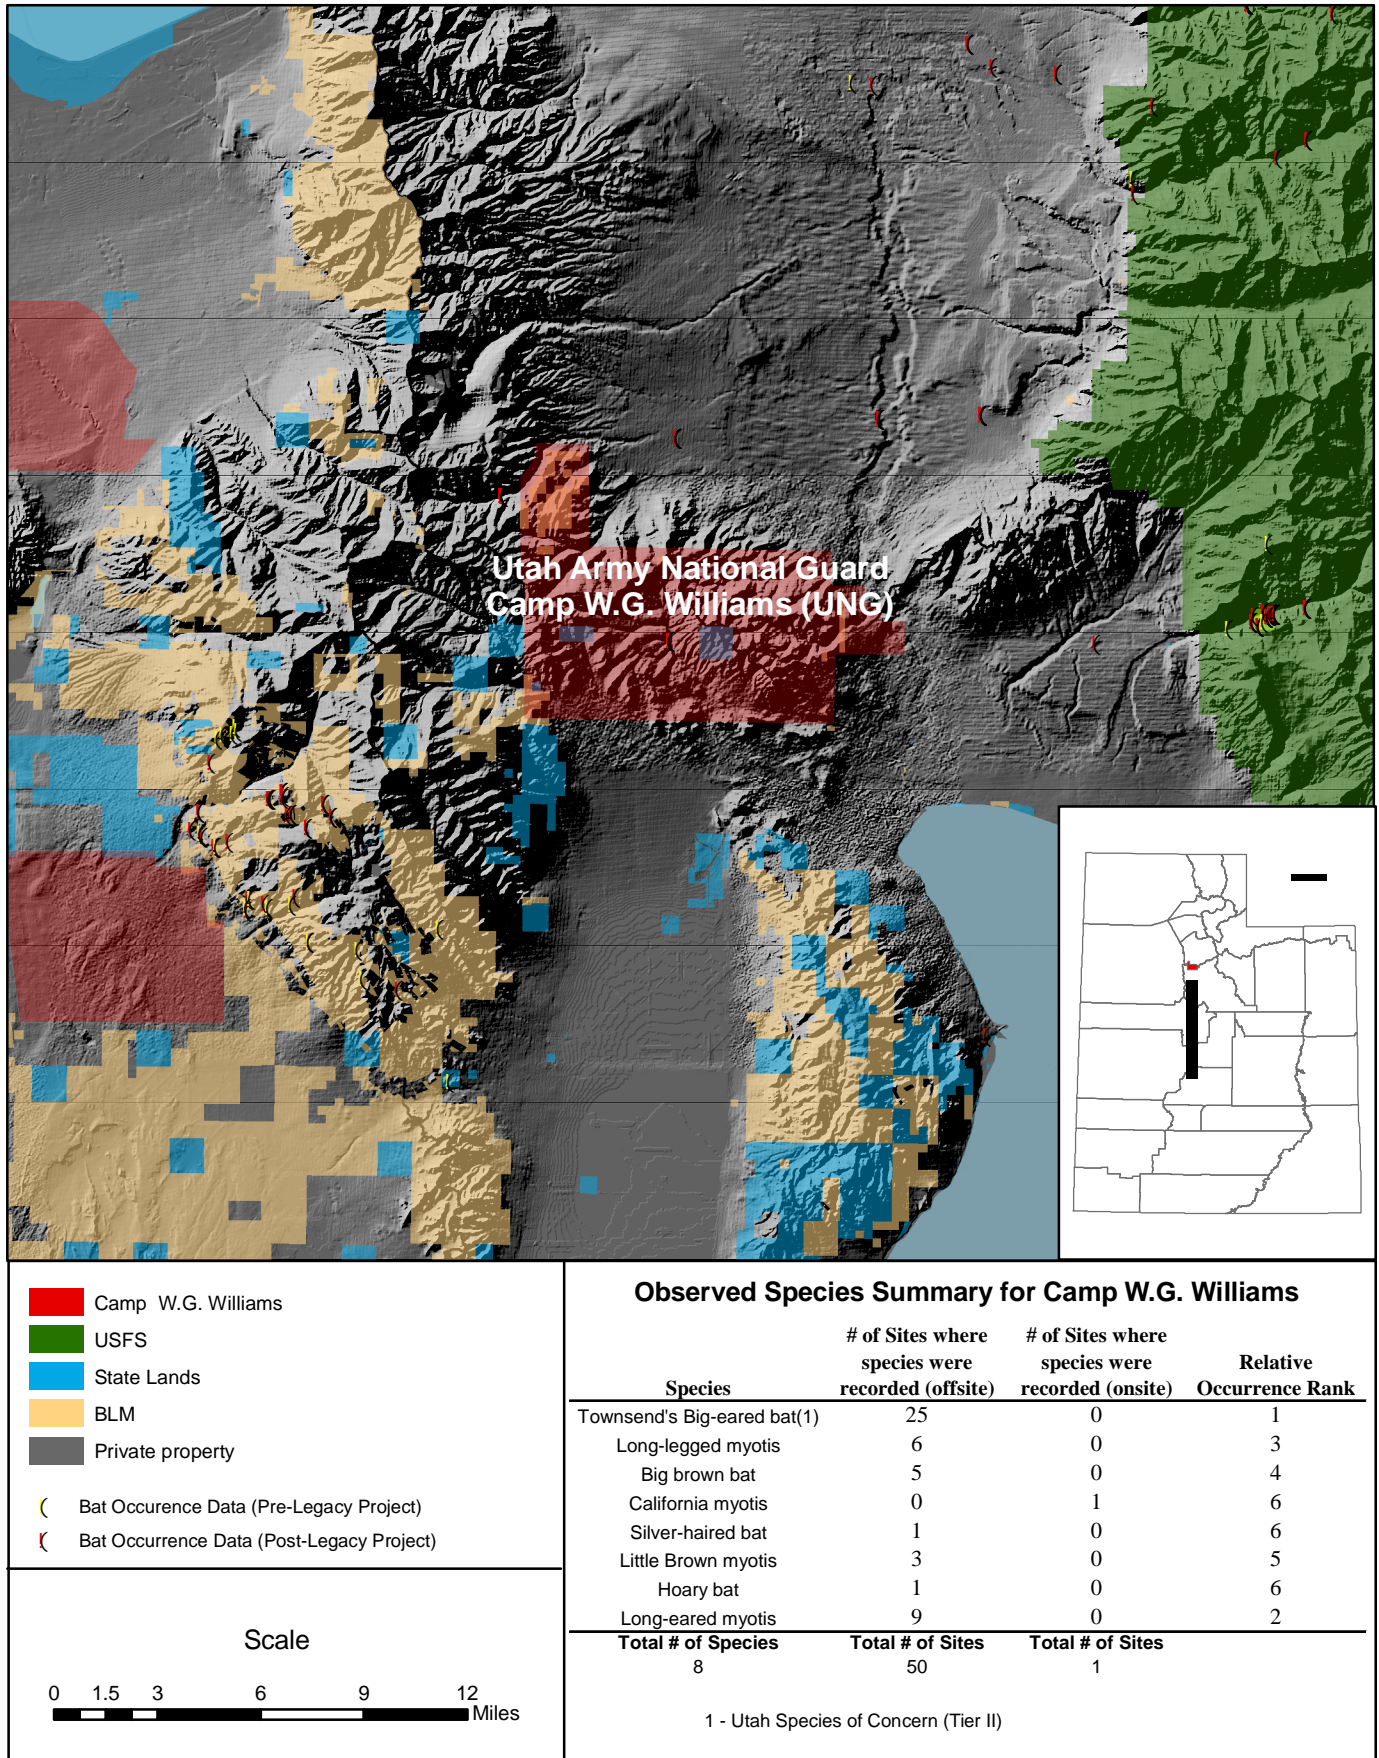 Utah Army National Guard
Camp W.G. Williams (UNG)
Camp W.G. Williams
USFS
State Lands
BLM
Private property
Bat Occurence Data (Pre-Legacy Project)
Bat Occurrence Data (Post-Legacy Project)
Scale
0 1.5 3 6 9 12
Miles
Observed Species Summary for Camp W.G. Williams
Species # of Sites where species were recorded (offsite) # of Sites where species were recorded (onsite) Relative Occurrence Rank
Townsend's Big-eared bat(1) 25 0 1
Long-legged myotis 6 0 3
Big brown bat 5 0 4
California myotis 0 1 6
Silver-haired bat 1 0 6
Little Brown myotis 3 0 5
Hoary bat 1 0 6
Long-eared myotis 9 0 2
Total # of Species Total # of Sites Total # of Sites
8 50 1
1 - Utah Species of Concern (Tier II)